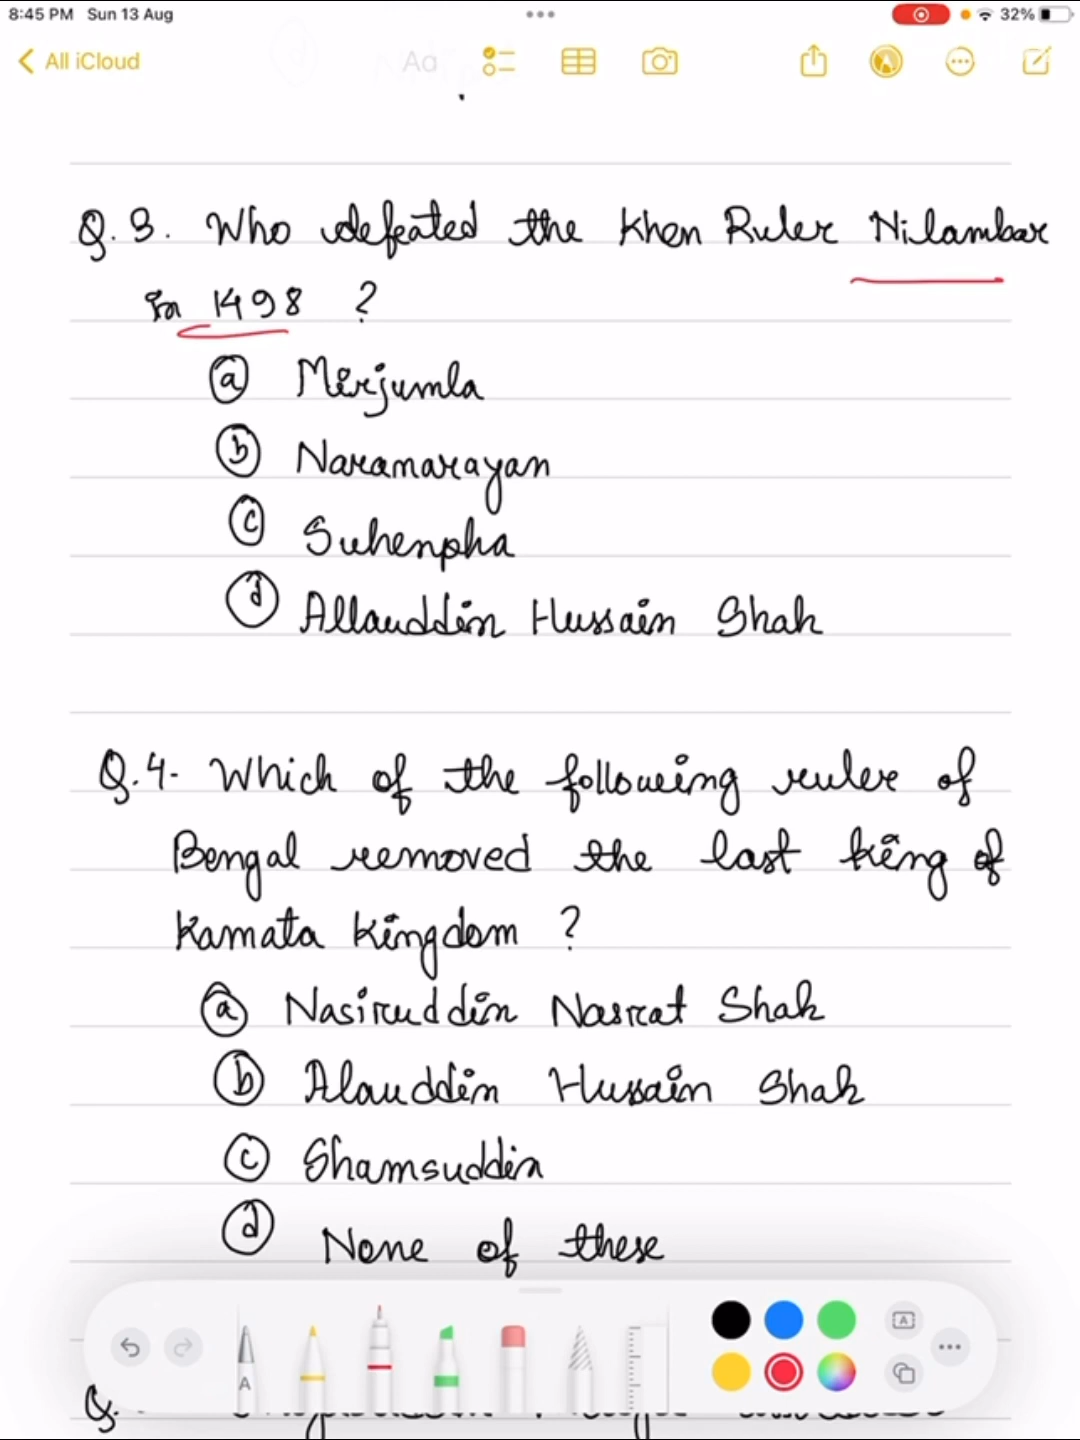 8:45 PM Sun 13 Aug
32%
All iCloud
Aa
Q.3. Who defeated the Khen Ruler Nilambar
in 1498 ?
(a) Mirjumla
(b) Naranarayan
(c) Suhenpha
(d) Allauddin Hussain Shah
Q.4- Which of the following ruler of
Bengal removed the last king of
Kamata Kingdom ?
(a) Nasiruddin Nasrat Shah
(b) Alauddin Hussain Shah
(c) Shamsuddin
(d) None of these
A
A
Q.